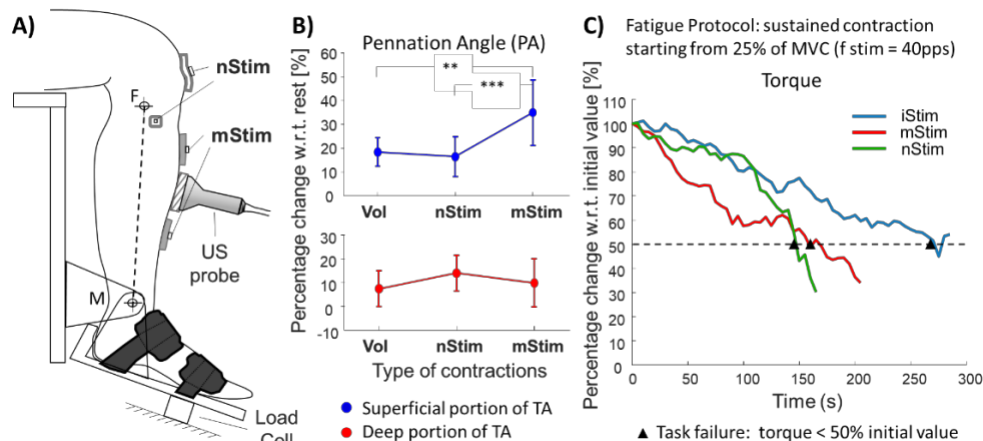 A)
nStim
F
mStim
US
probe
M
Load
B)
Pennation Angle (PA)
Percentage change w.r.t. rest [%]
60
50
40
30
20
10
0
**
***
Vol nStim mStim
60
50
40
30
20
10
0
-10
Vol nStim mStim
Type of contractions
Superficial portion of TA
Deep portion of TA
C) Fatigue Protocol: sustained contraction
starting from 25% of MVC (f stim = 40pps)
Torque
Percentage change w.r.t. initial value [%]
110
100
90
80
70
60
50
40
30
20
10
0
iStim
mStim
nStim
0 50 100 150 200 250 300
Time (s)
▲ Task failure: torque < 50% initial value